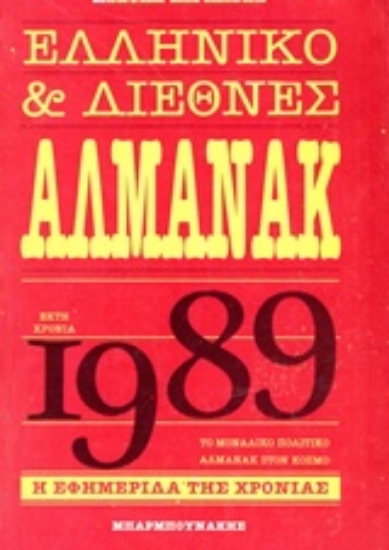 ΕΛΛΗΝΙΚΟ
& ΔΙΕΘΝΕΣ
ΑΛΜΑΝΑΚ
ΕΚΤΗ
ΧΡΟΝΙΑ
1989
ΤΟ ΜΟΝΑΔΙΚΟ ΠΟΛΙΤΙΚΟ
ΑΛΜΑΝΑΚ ΣΤΟΝ ΚΟΣΜΟ
Η ΕΦΗΜΕΡΙΔΑ ΤΗΣ ΧΡΟΝΙΑΣ
ΜΠΑΡΜΠΟΥΝΑΚΗΣ